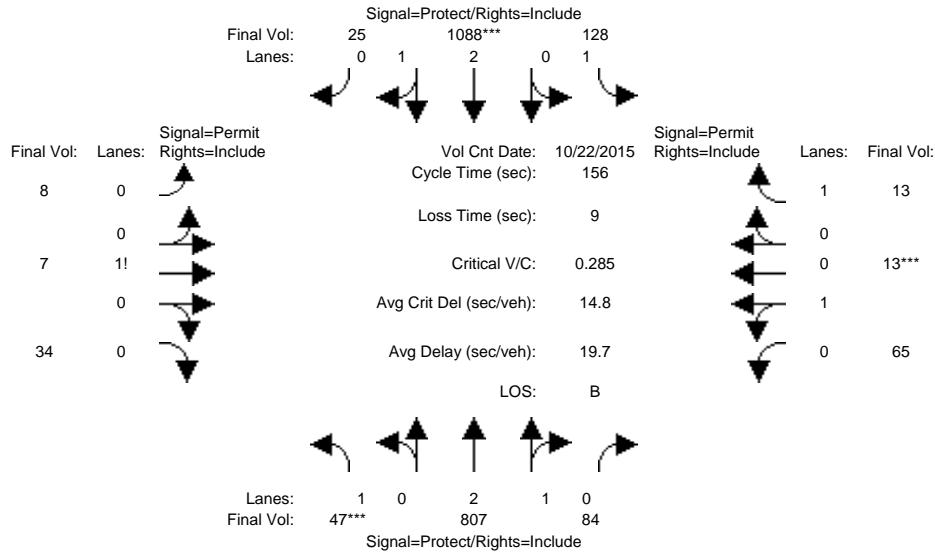 Signal=Protect/Rights=Include
Final Vol: 25 1088*** 128
Lanes: 0 1 2 0 1
Signal=Permit Signal=Permit
Final Vol: Lanes: Rights=Include Vol Cnt Date: 10/22/2015 Rights=Include Lanes: Final Vol:
Cycle Time (sec): 156
8 0 1 13
Loss Time (sec): 9
0 0
7 1! Critical V/C: 0.285 0 13***
0 Avg Crit Del (sec/veh): 14.8 1
34 0 Avg Delay (sec/veh): 19.7 0 65
LOS: B
Lanes: 1 0 2 1 0
Final Vol: 47*** 807 84
Signal=Protect/Rights=Include